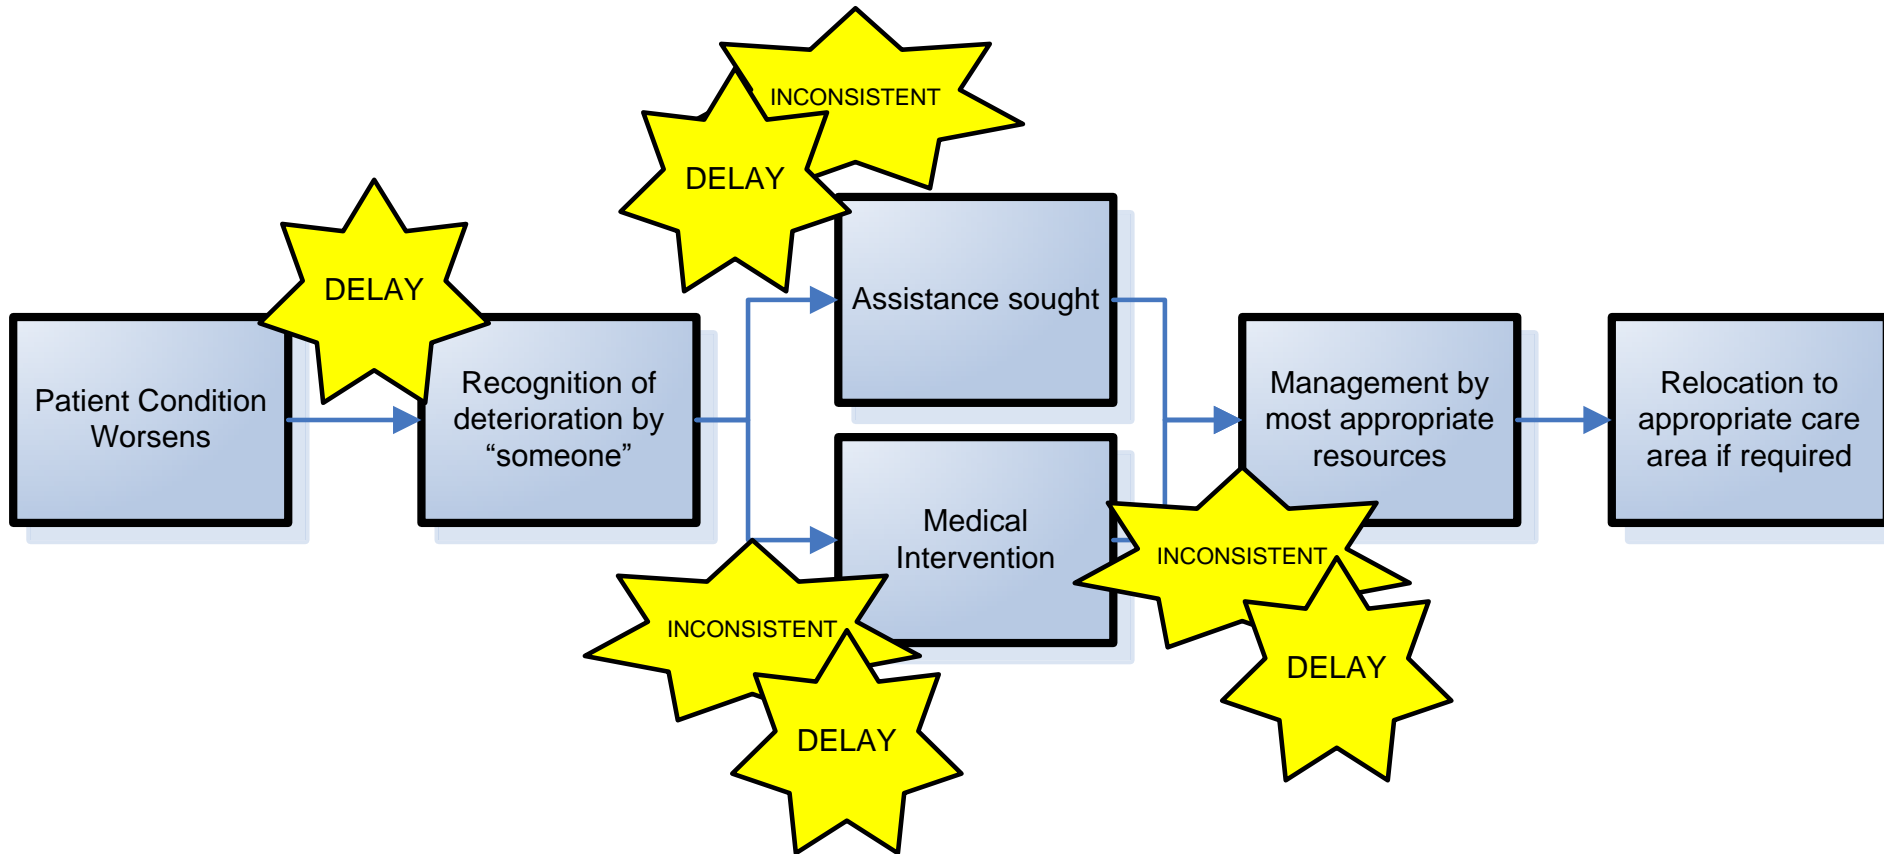 INCONSISTENT
DELAY
DELAY
Patient Condition
Worsens
Recognition of
deterioration by
“someone”
Assistance sought
Medical
Intervention
INCONSISTENT
DELAY
Management by
most appropriate
resources
INCONSISTENT
DELAY
Relocation to
appropriate care
area if required